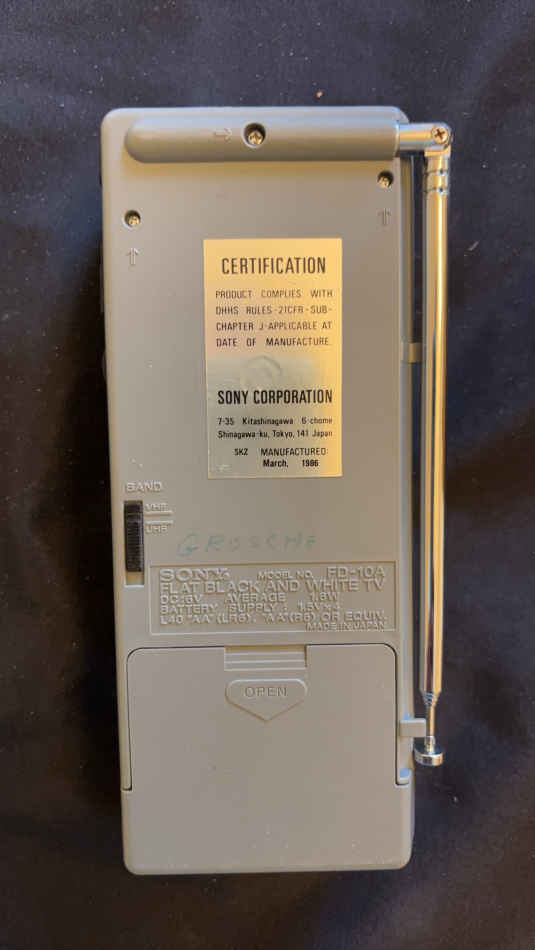 CERTIFICATION
PRODUCT COMPLIES WITH
DHHS RULES-21CFR-SUB-
CHAPTER J-APPLICABLE AT
DATE OF MANUFACTURE.
SONY CORPORATION
7-35 Kitashinagawa 6-chome
Shinagawa-ku, Tokyo, 141 Japan
SKZ MANUFACTURED:
March, 1986
BAND
VHF
UHF
GROSCHE
SONY MODEL NO. FD-10A
FLAT BLACK AND WHITE TV
DC:6V AVERAGE 1.8W
BATTERY SUPPLY: 1.5V×4
L40 "AA"(LR6), "AA"(R6) OR EQUIV.
MADE IN JAPAN
OPEN